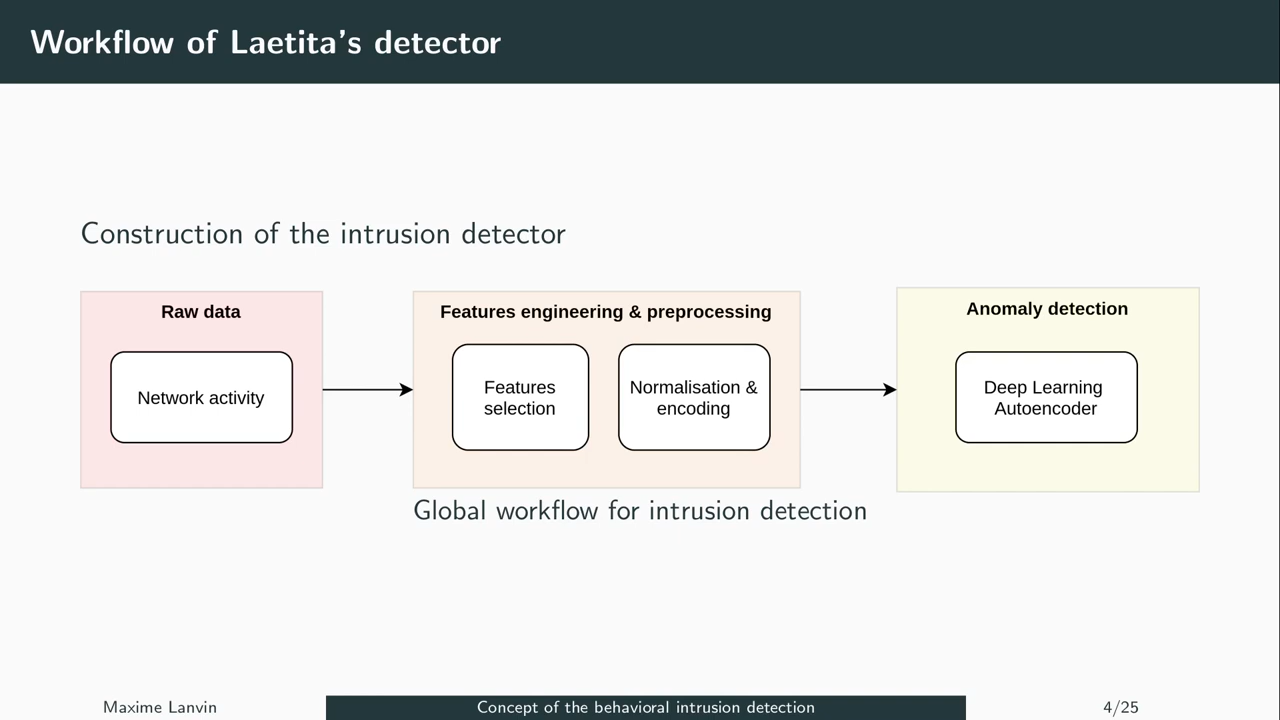 Workflow of Laetita's detector
Construction of the intrusion detector
Raw data
Network activity
Features engineering & preprocessing
Features
selection
Normalisation &
encoding
Anomaly detection
Deep Learning
Autoencoder
Global workflow for intrusion detection
Maxime Lanvin
Concept of the behavioral intrusion detection
4/25